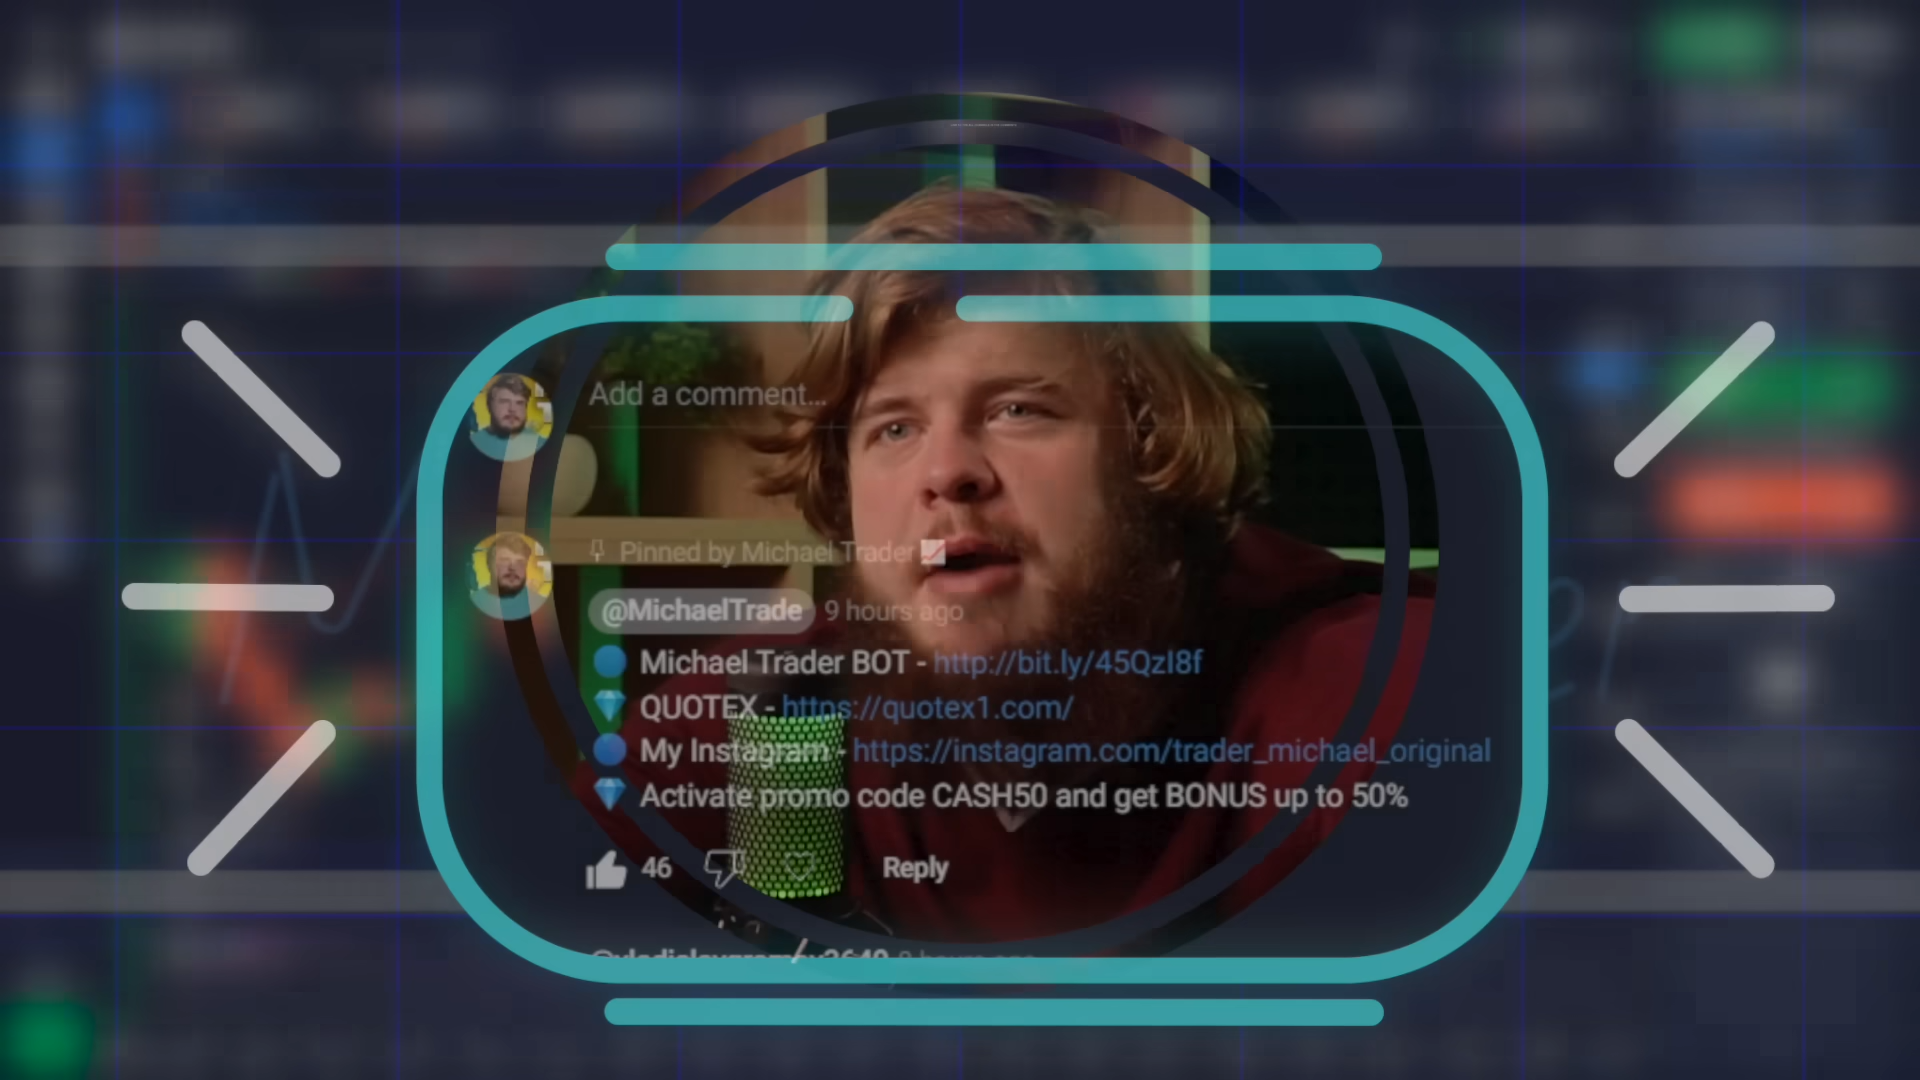 Add a comment...
Pinned by Michael Trader
@MichaelTrade 9 hours ago
Michael Trader BOT - http://bit.ly/45QzI8f
QUOTEX - https://quotex1.com/
My Instagram - https://instagram.com/trader_michael_original
Activate promo code CASH50 and get BONUS up to 50%
46 Reply